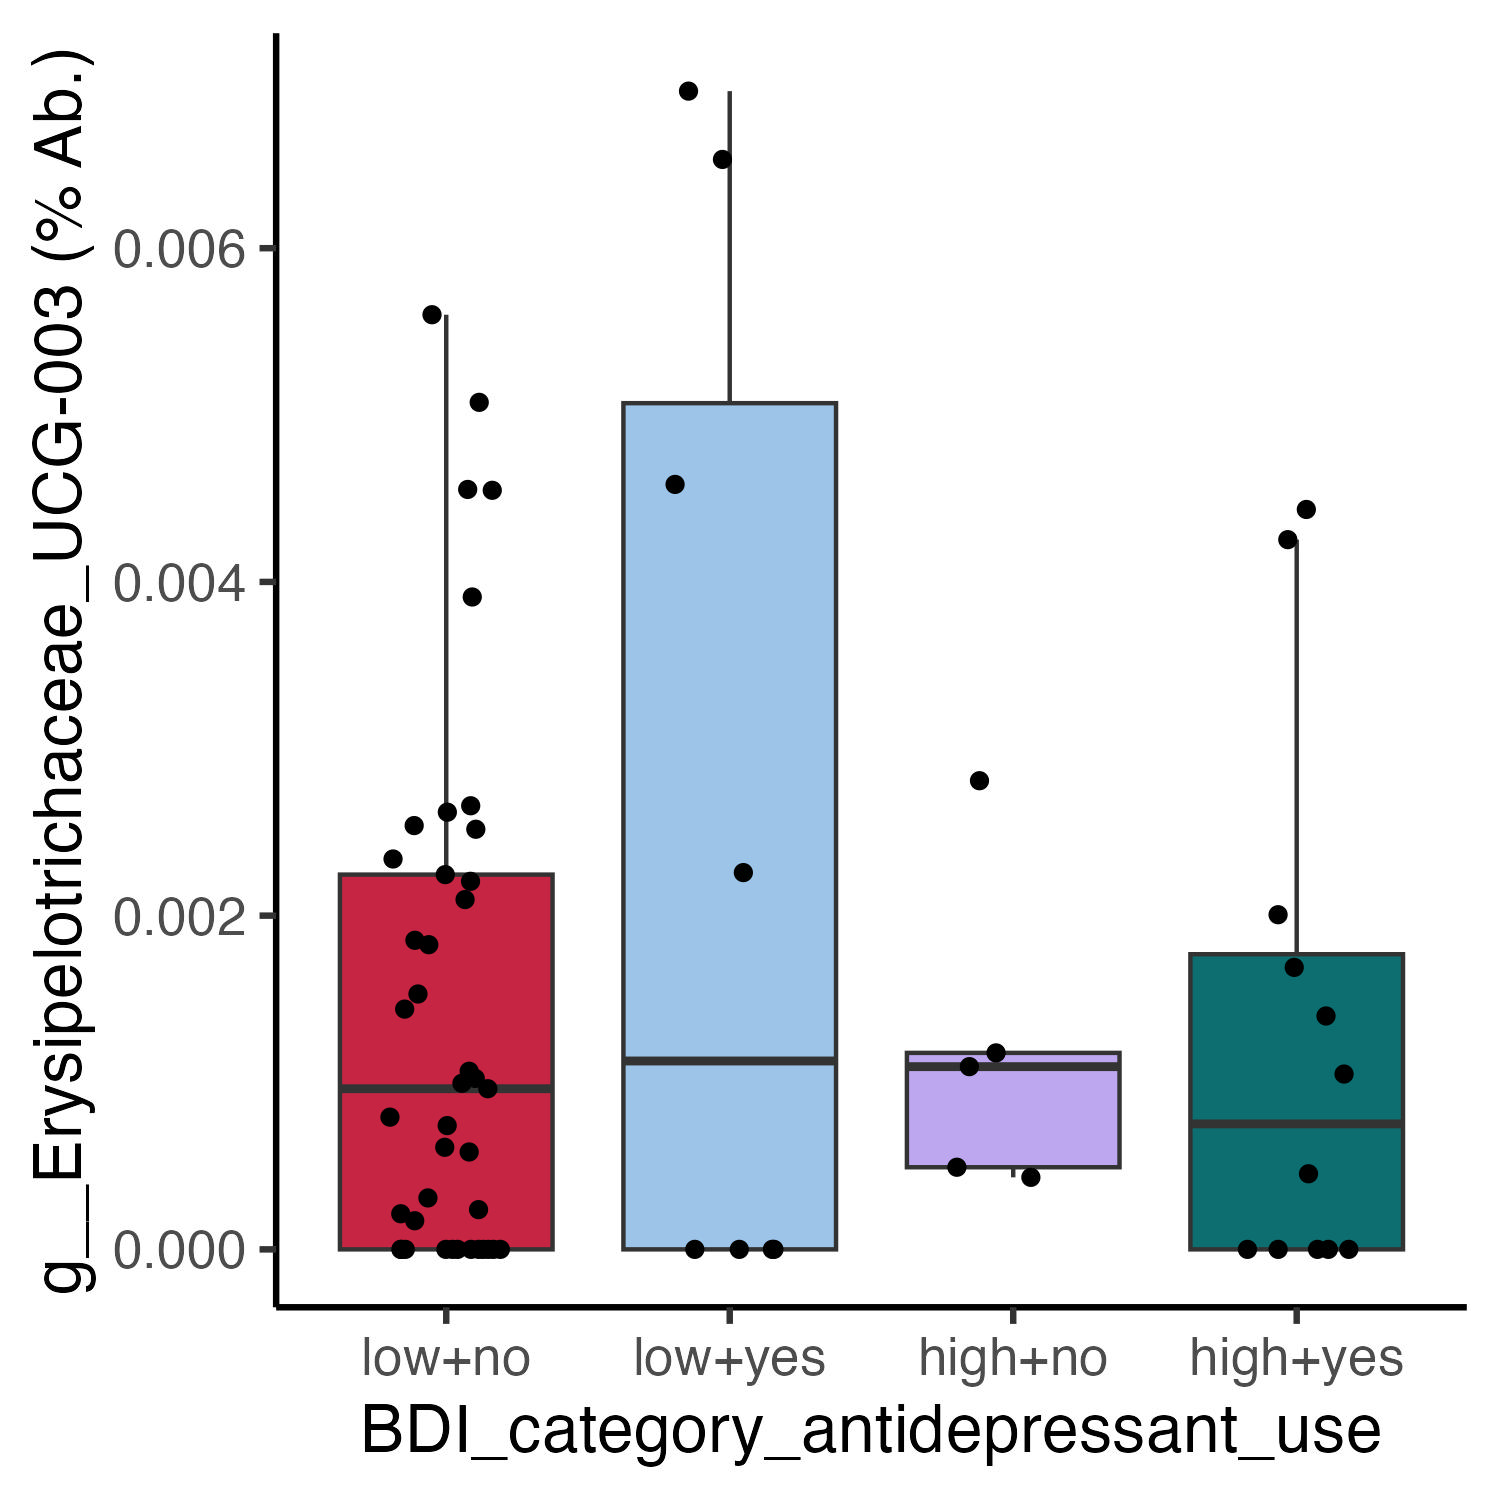 g__Erysipelotrichaceae_UCG-003 (% Ab.)
0.006
0.004
0.002
0.000
low+no low+yes high+no high+yes
BDI_category_antidepressant_use